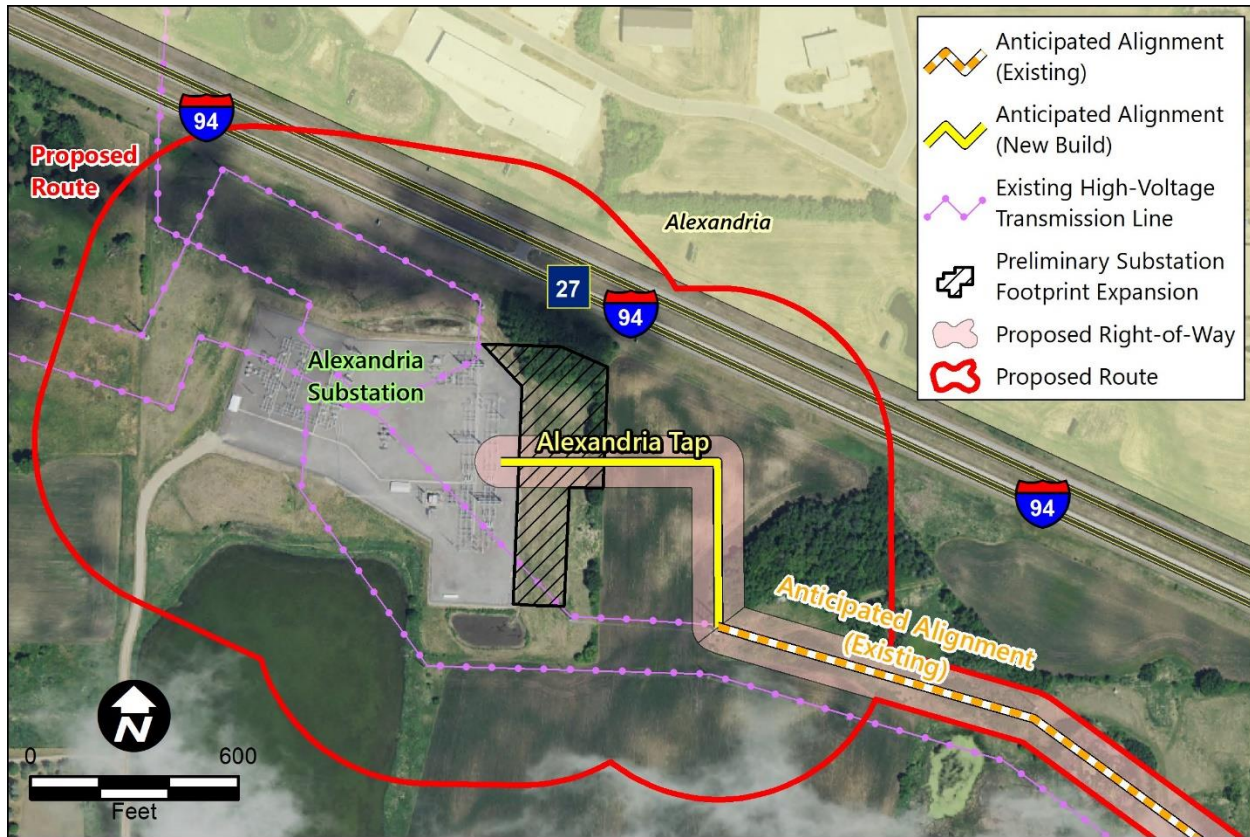 Anticipated Alignment
(Existing)
Anticipated Alignment
(New Build)
Existing High-Voltage
Transmission Line
Preliminary Substation
Footprint Expansion
Proposed Right-of-Way
Proposed Route
94
Proposed
Route
Alexandria
27
94
Alexandria
Substation
Alexandria Tap
94
Anticipated Alignment
(Existing)
N
0
600
Feet